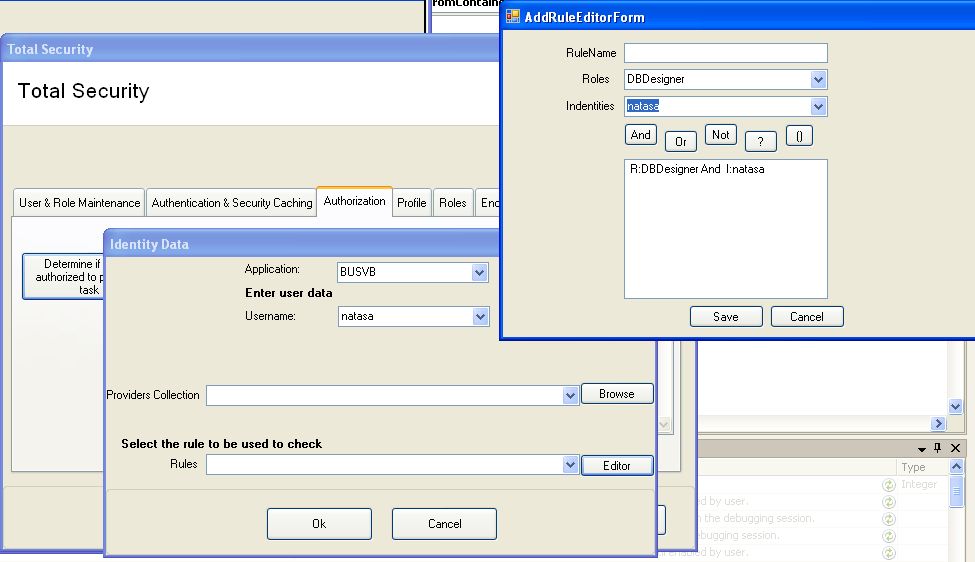 romContaine
AddRuleEditorForm
Total Security
Total Security
RuleName
Roles DBDesigner
Indentities natasa
And Or Not ? ()
R:DBDesigner And I:natasa
Save Cancel
User & Role Maintenance Authentication & Security Caching Authorization Profile Roles Enc
Determine if
authorized to p
task
Identity Data
Application: BUSVB
Enter user data
Username: natasa
Providers Collection Browse
Select the rule to be used to check
Rules Editor
Ok Cancel
Type
Integer
ed by user.
n the debugging session.
ebugging session.
enabled by user.